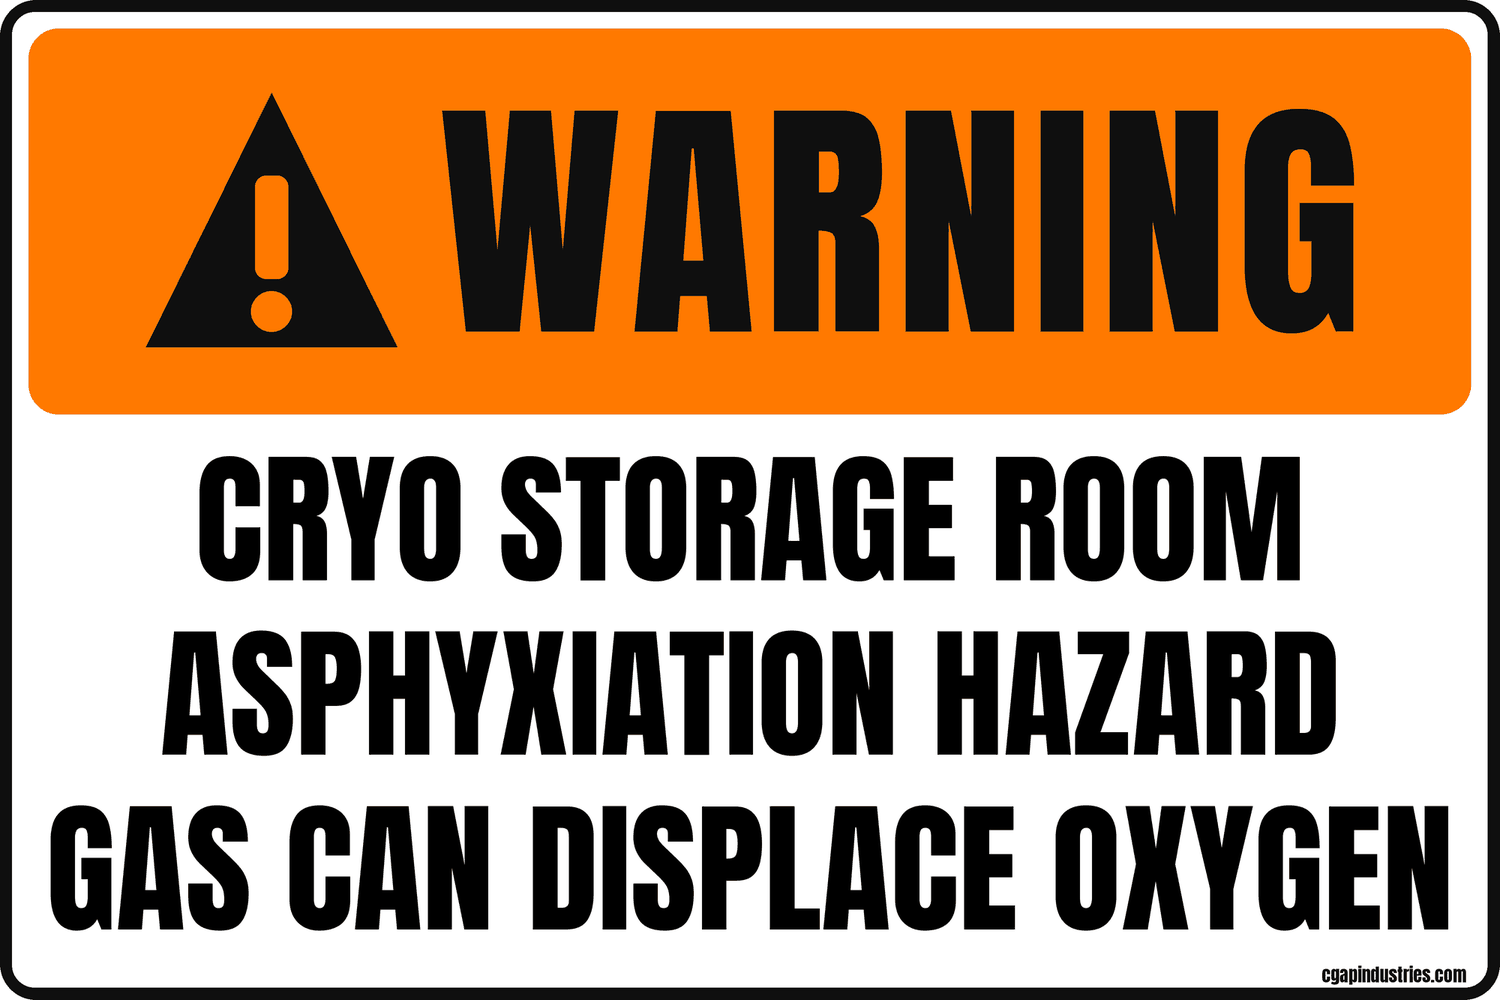 WARNING
CRYO STORAGE ROOM
ASPHYXIATION HAZARD
GAS CAN DISPLACE OXYGEN
cgapindustries.com